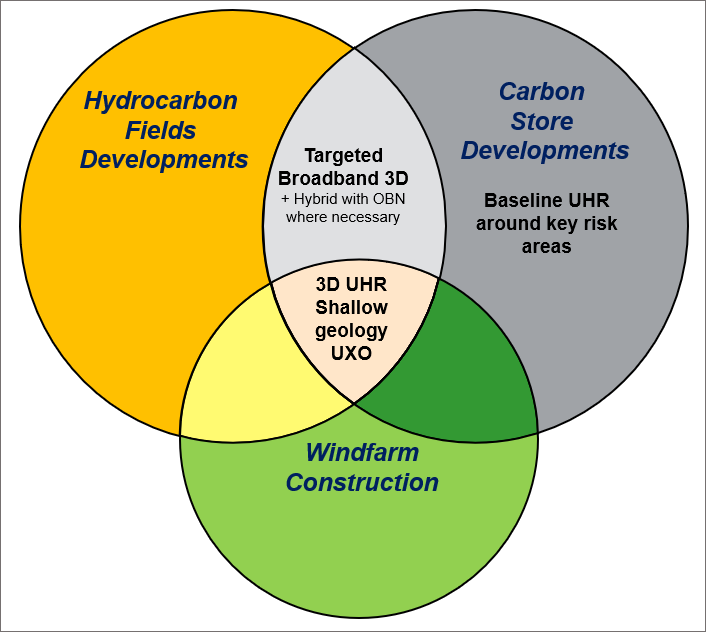 Hydrocarbon
Fields
Developments
Carbon
Store
Developments
Targeted
Broadband 3D
+ Hybrid with OBN
where necessary
Baseline UHR
around key risk
areas
3D UHR
Shallow
geology
UXO
Windfarm
Construction